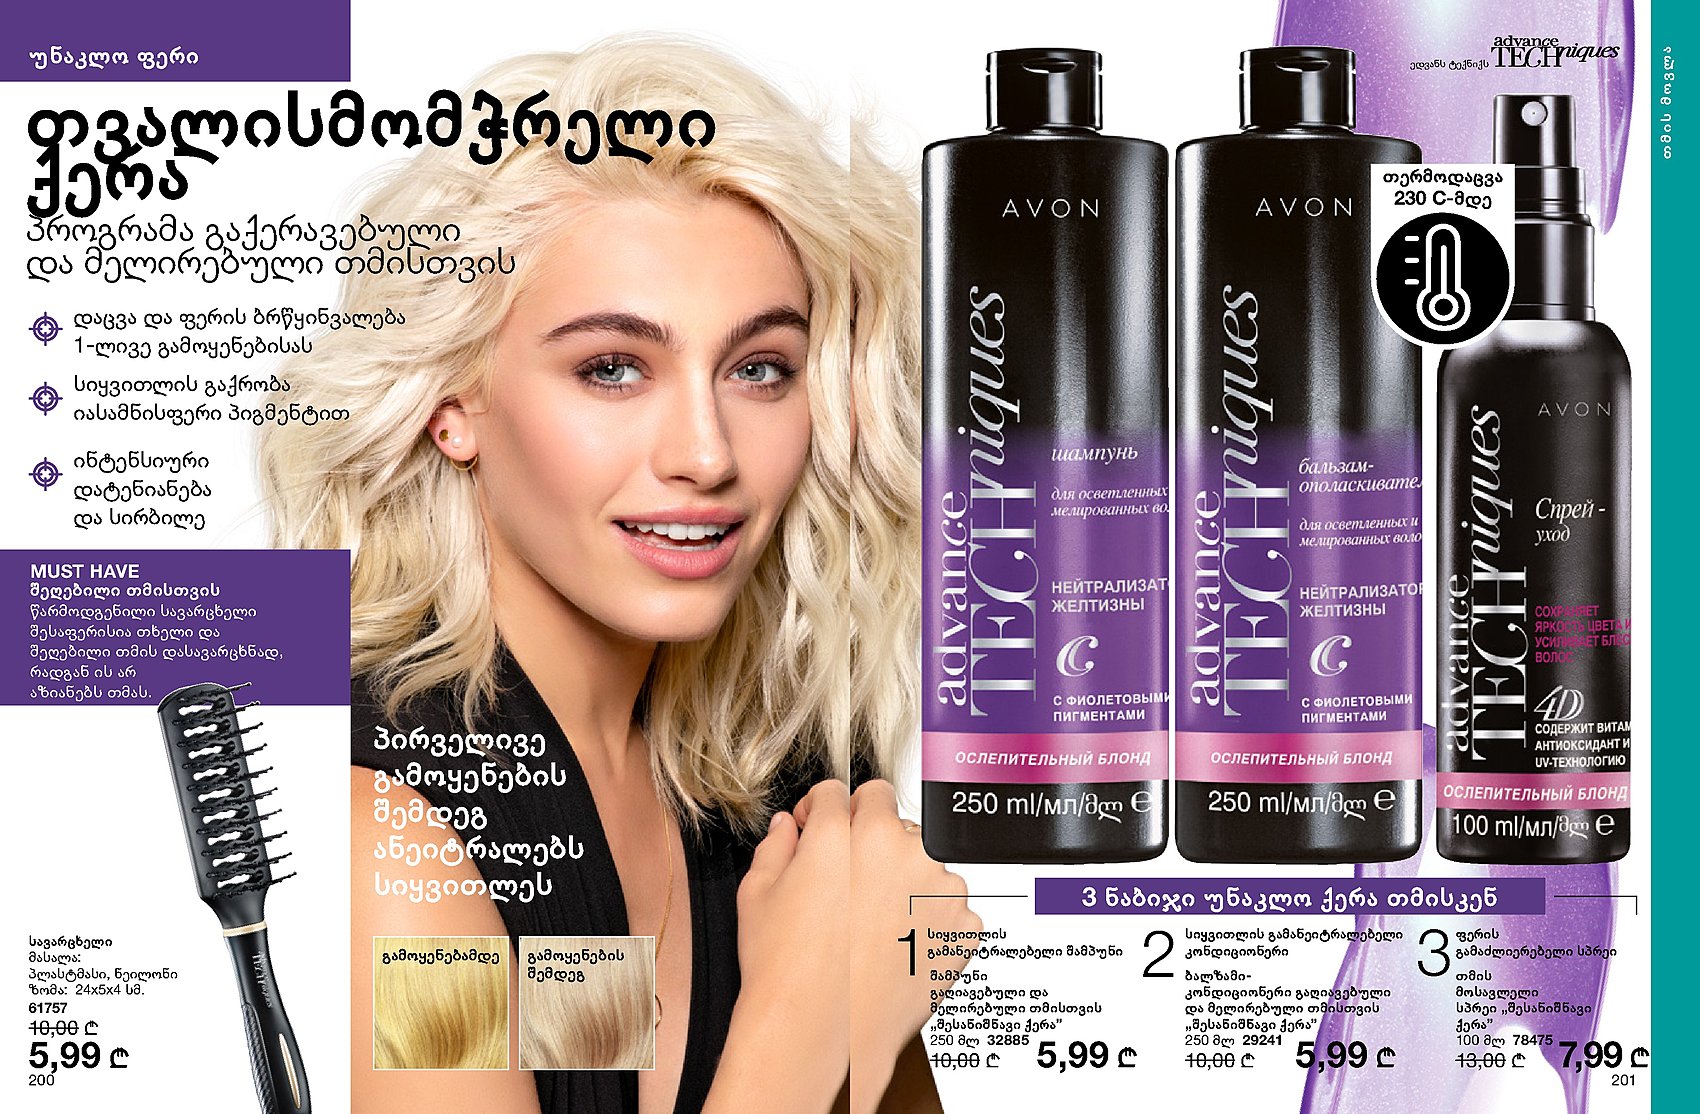 უნაკლო ფერი
თვალისმომჭრელი
ქერა
პროგრამა გაქერავებული
და მელირებული თმისთვის
დაცვა და ფერის ბრწყინვალება
1-ლივე გამოყენებისას
სიყვითლის გაქრობა
იასამნისფერი პიგმენტით
ინტენსიური
დატენიანება
და სირბილე
MUST HAVE
შეღებილი თმისთვის
წარმოდგენილი სავარცხელი
შესაფერისია თხელი და
შეღებილი თმის დასავარცხნად,
რადგან ის არ
აზიანებს თმას.
სავარცხელი
მასალა:
პლასტმასი, ნეილონი
ზომა: 24x5x4 სმ.
61757
10,00 ₾
5,99 ₾
200
პირველივე
გამოყენების
შემდეგ
ანეიტრალებს
სიყვითლეს
გამოყენებამდე
გამოყენების
შემდეგ
ედვანს ტექნიქს
advance
TECHniques
თმის მოვლა
თერმოდაცვა
230 C-მდე
AVON
advance
TECHniques
шампунь
для осветленных
мелированных во
НЕЙТРАЛИЗАТ
ЖЕЛТИЗНЫ
С ФИОЛЕТОВЫМИ
ПИГМЕНТАМИ
ОСЛЕПИТЕЛЬНЫЙ БЛОНД
250 ml/мл/მლ e
AVON
advance
TECHniques
бальзам-
ополаскивател
для осветленных и
мелированных воло
НЕЙТРАЛИЗАТОР
ЖЕЛТИЗНЫ
С ФИОЛЕТОВЫМИ
ПИГМЕНТАМИ
ОСЛЕПИТЕЛЬНЫЙ БЛОНД
250 ml/мл/მლ e
AVON
advance
TECHniques
Спрей -
уход
СОХРАНЯЕТ
ЯРКОСТЬ ЦВЕТА И
УСИЛИВАЕТ БЛЕС
ВОЛОС
4D
СОДЕРЖИТ ВИТАМ
АНТИОКСИДАНТ И
UV-ТЕХНОЛОГИЮ
ОСЛЕПИТЕЛЬНЫЙ БЛОНД
100 ml/мл/მლ e
3 ნაბიჯი უნაკლო ქერა თმისკენ
1
სიყვითლის
გამანეიტრალებელი შამპუნი
შამპუნი
გაღიავებული და
მელირებული თმისთვის
„შესანიშნავი ქერა”
250 მლ 32885
10,00 ₾ 5,99 ₾
2
სიყვითლის გამანეიტრალებელი
კონდიციონერი
ბალზამი-
კონდიციონერი გაღიავებული
და მელირებული თმისთვის
„შესანიშნავი ქერა”
250 მლ 29241
10,00 ₾ 5,99 ₾
3
ფერის
გამაძლიერებელი სპრეი
თმის
მოსავლელი
სპრეი „შესანიშნავი
ქერა”
100 მლ 78475
13,00 ₾ 7,99 ₾
201